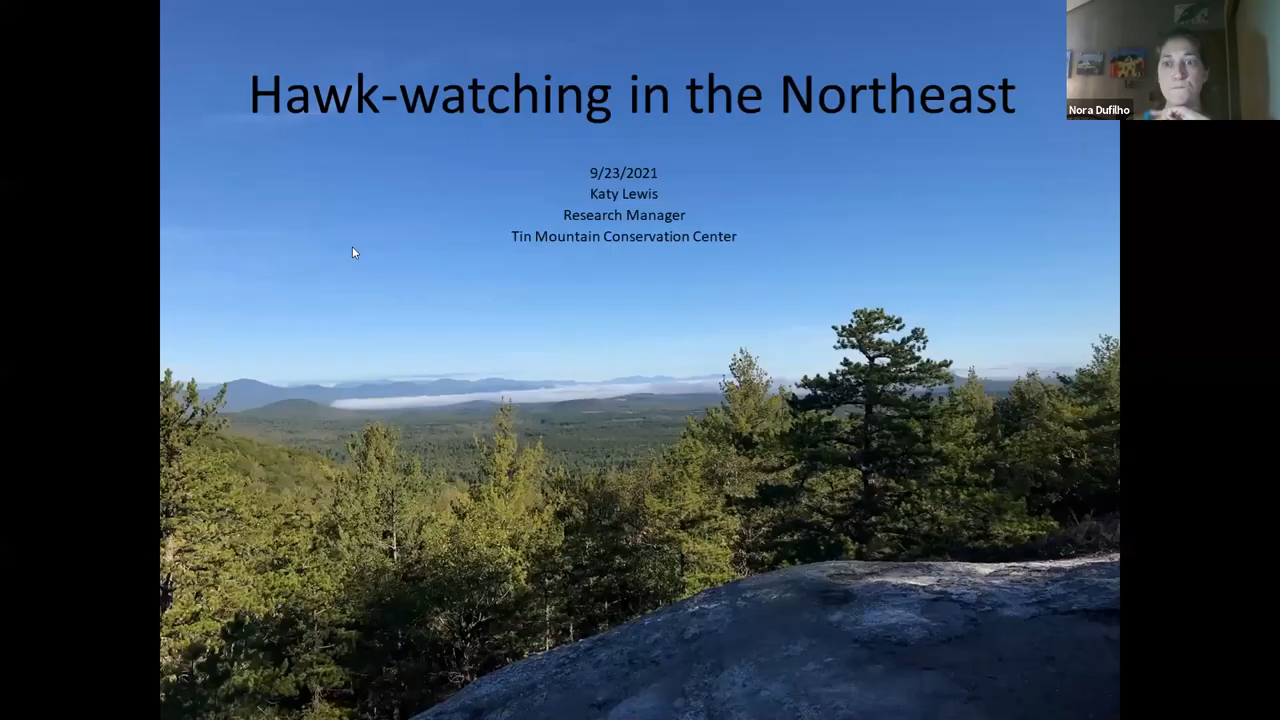 Hawk-watching in the Northeast
9/23/2021
Katy Lewis
Research Manager
Tin Mountain Conservation Center
Nora Dufilho